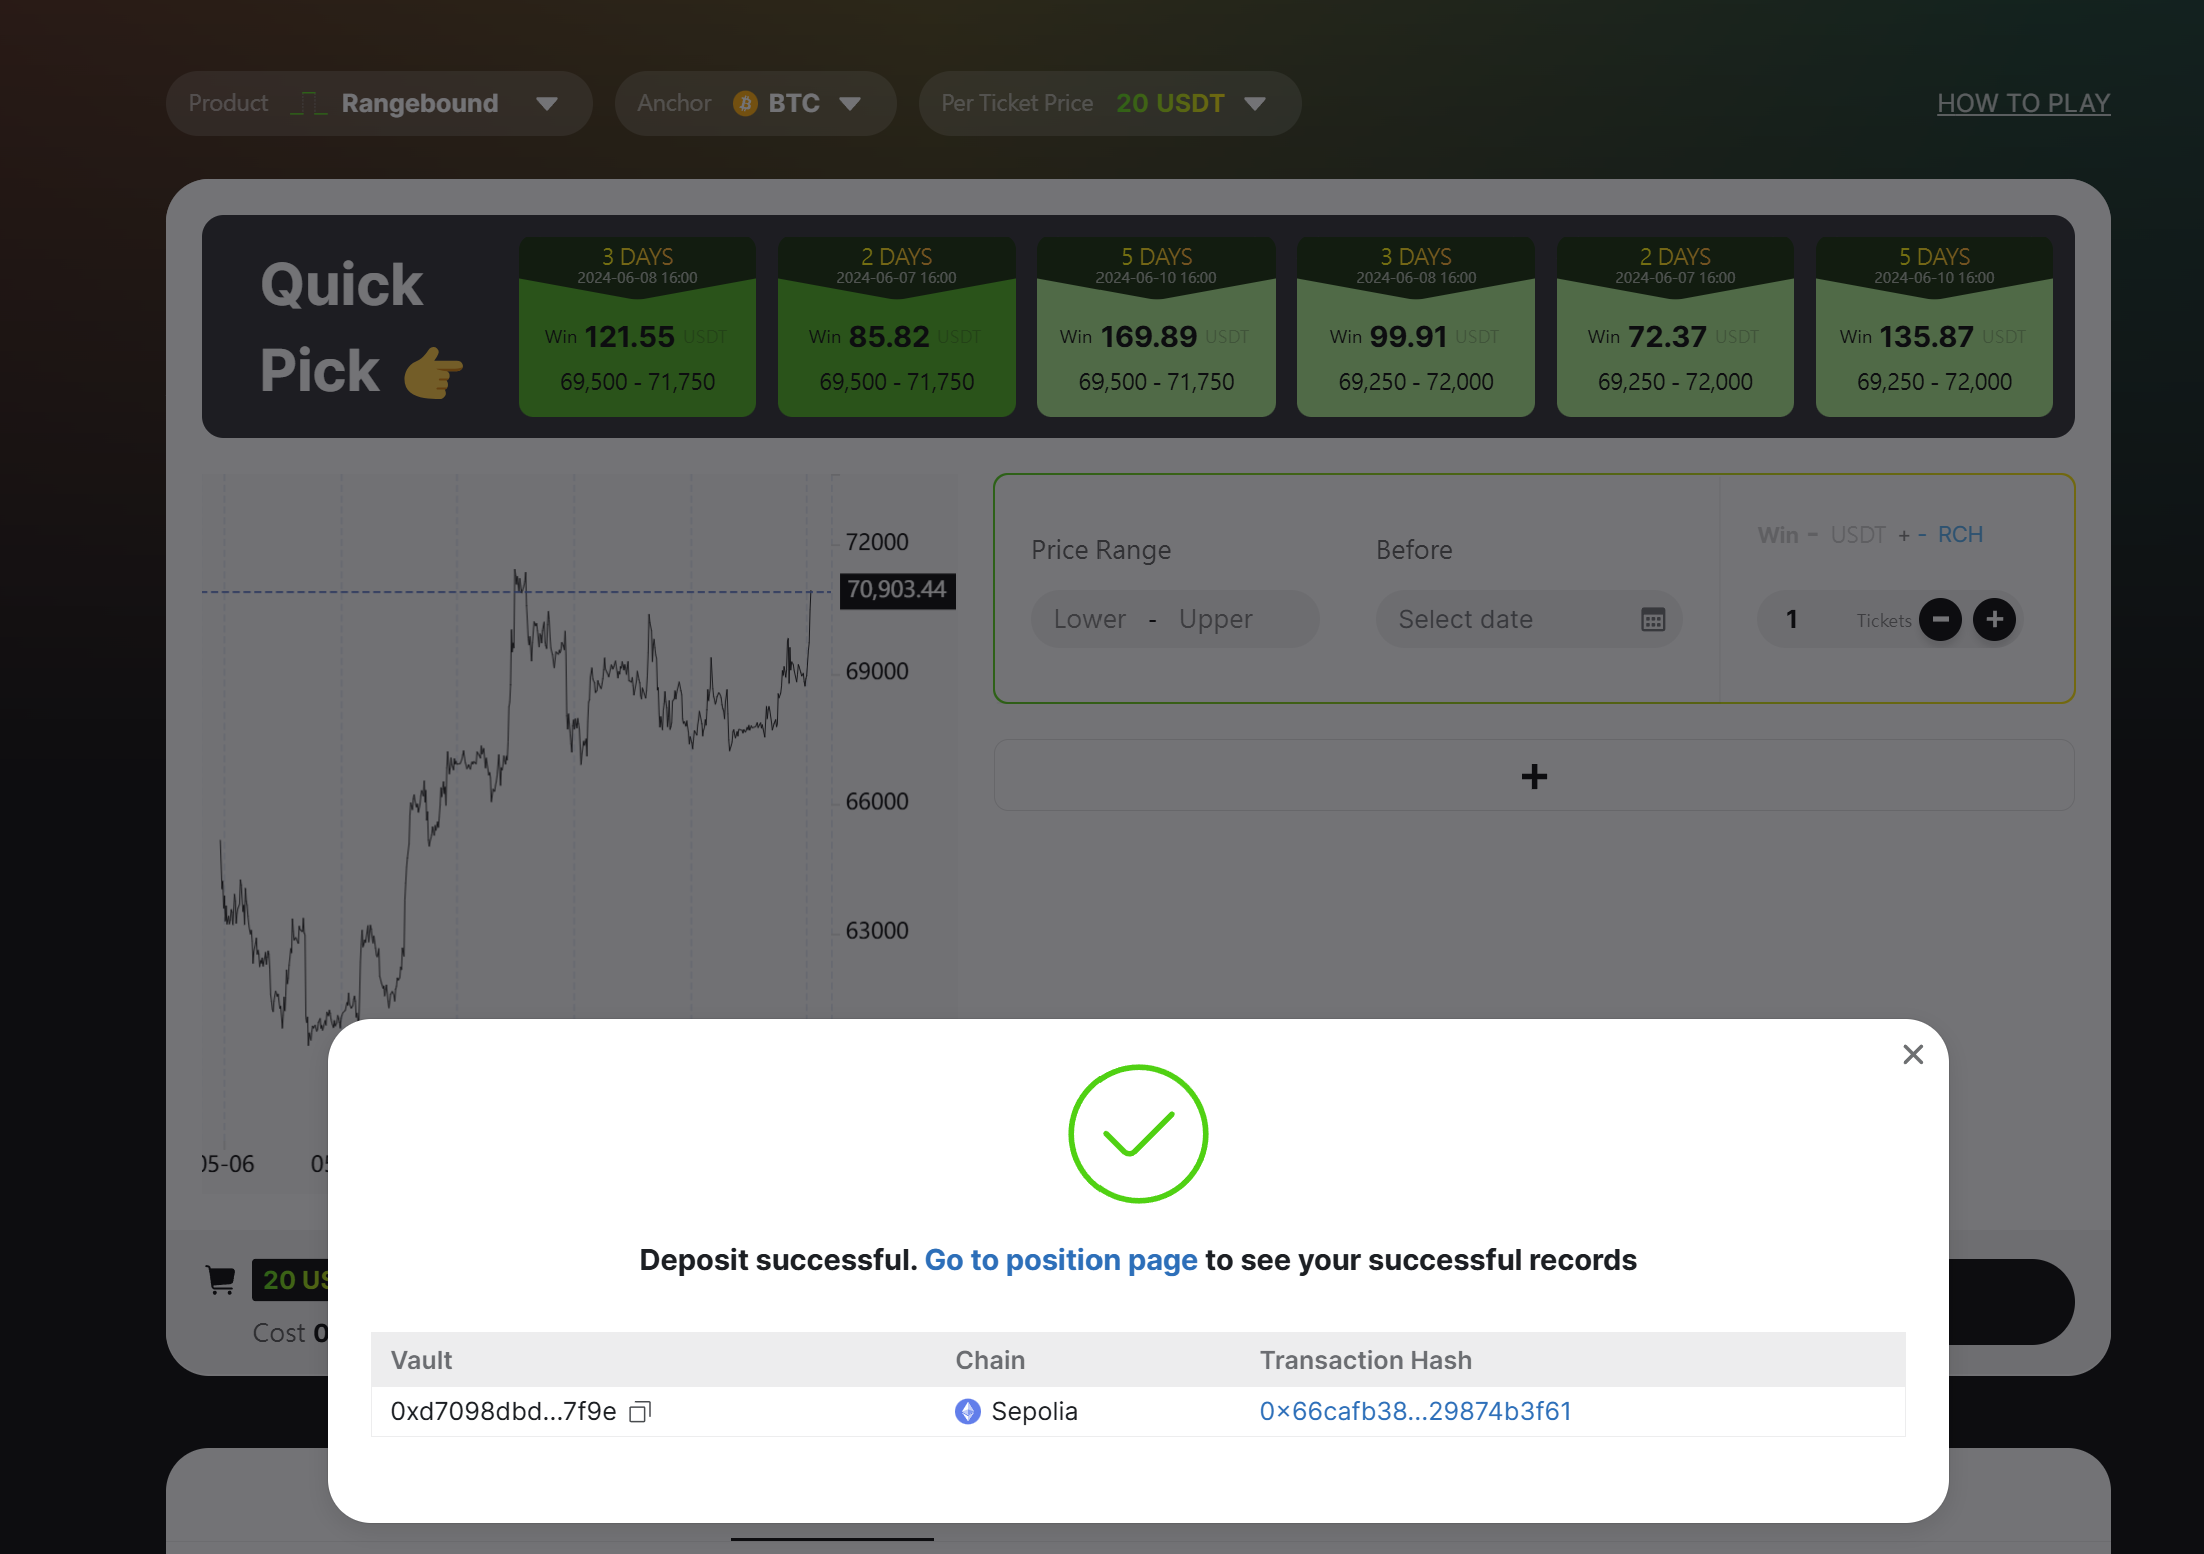 Product Rangebound Anchor BTC Per Ticket Price 20 USDT HOW TO PLAY
Quick
Pick
3 DAYS
2024-06-08 16:00
Win 121.55 USDT
69,500 - 71,750
2 DAYS
2024-06-07 16:00
Win 85.82 USDT
69,500 - 71,750
5 DAYS
2024-06-10 16:00
Win 169.89 USDT
69,500 - 71,750
3 DAYS
2024-06-08 16:00
Win 99.91 USDT
69,250 - 72,000
2 DAYS
2024-06-07 16:00
Win 72.37 USDT
69,250 - 72,000
5 DAYS
2024-06-10 16:00
Win 135.87 USDT
69,250 - 72,000
72000
70,903.44
69000
66000
63000
05-06
Price Range
Lower - Upper
Before
Select date
Win - USDT + - RCH
1 Tickets
20 US
Cost 0
Deposit successful. Go to position page to see your successful records
Vault Chain Transaction Hash
0xd7098dbd...7f9e Sepolia 0x66cafb38...29874b3f61